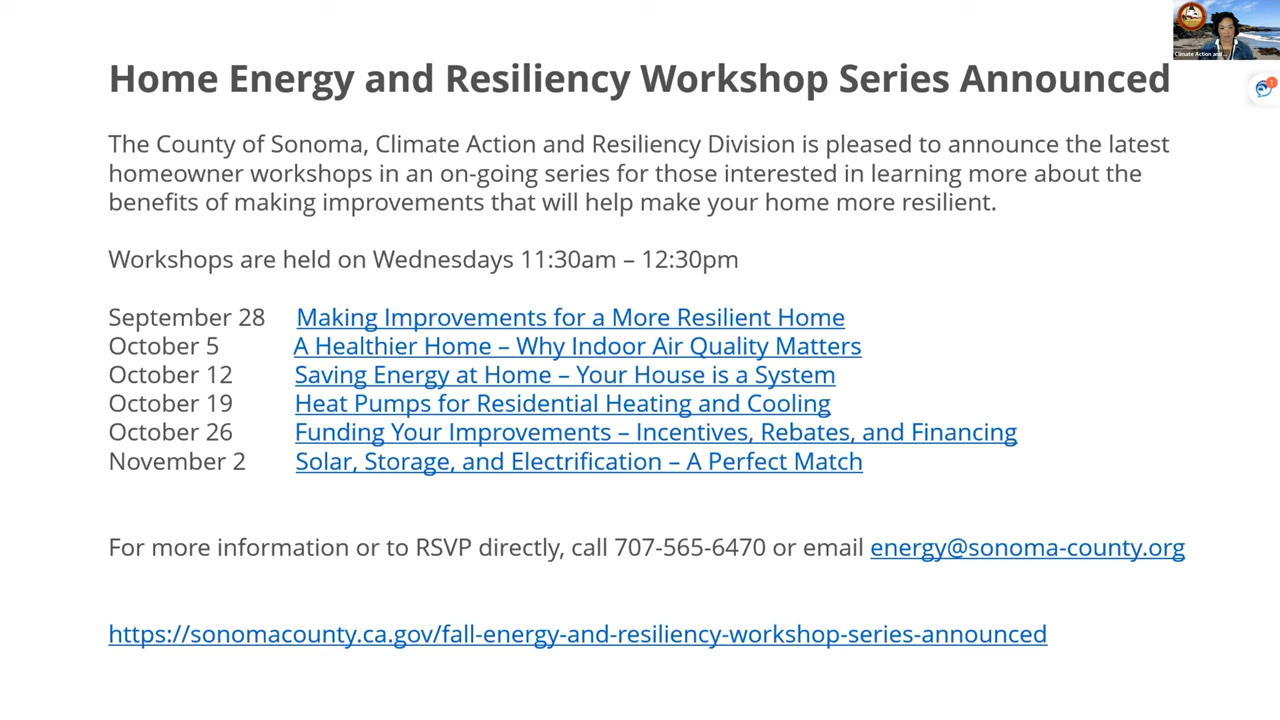 Home Energy and Resiliency Workshop Series Announced
The County of Sonoma, Climate Action and Resiliency Division is pleased to announce the latest
homeowner workshops in an on-going series for those interested in learning more about the
benefits of making improvements that will help make your home more resilient.
Workshops are held on Wednesdays 11:30am – 12:30pm
September 28 Making Improvements for a More Resilient Home
October 5 A Healthier Home – Why Indoor Air Quality Matters
October 12 Saving Energy at Home – Your House is a System
October 19 Heat Pumps for Residential Heating and Cooling
October 26 Funding Your Improvements – Incentives, Rebates, and Financing
November 2 Solar, Storage, and Electrification – A Perfect Match
For more information or to RSVP directly, call 707-565-6470 or email energy@sonoma-county.org
https://sonomacounty.ca.gov/fall-energy-and-resiliency-workshop-series-announced
Climate Action and...
1